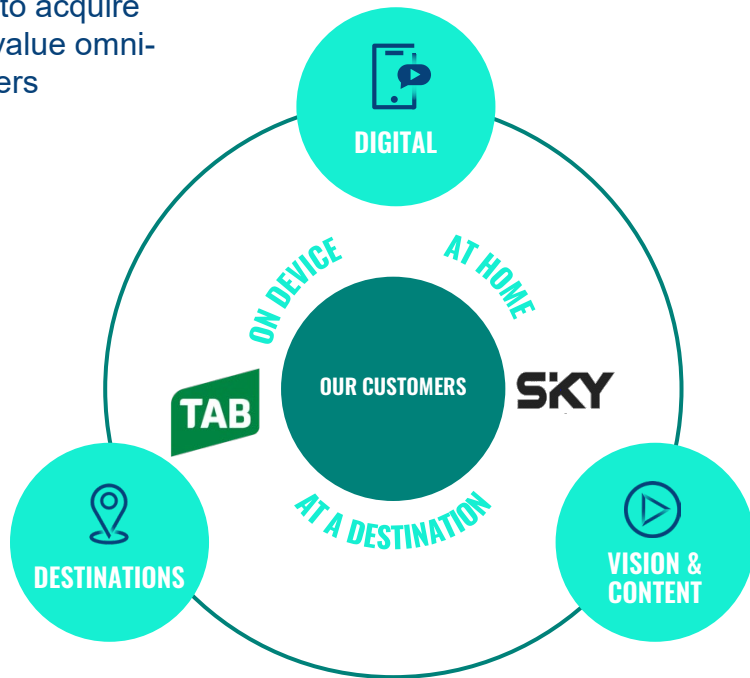 to acquire
value omni-
ers
DIGITAL
ON DEVICE
AT HOME
OUR CUSTOMERS
TAB
SKY
AT A DESTINATION
DESTINATIONS
VISION &
CONTENT